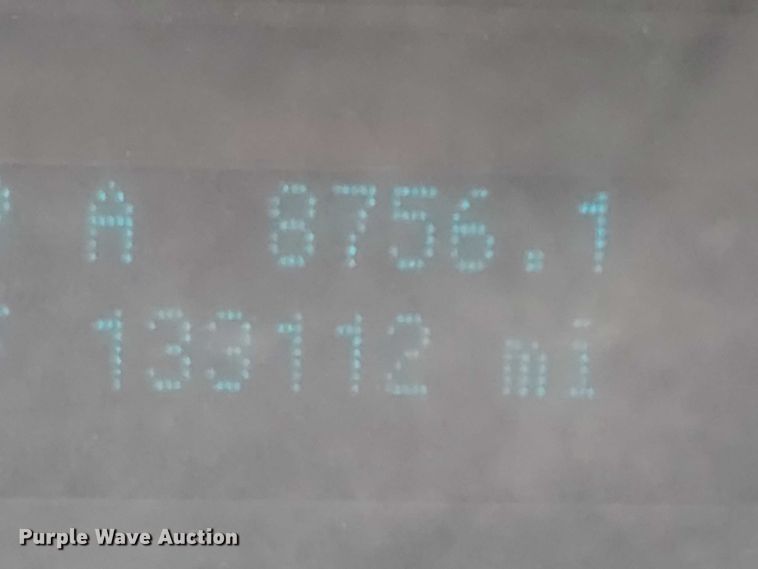 A 8756.1
133112 mi
Purple Wave Auction